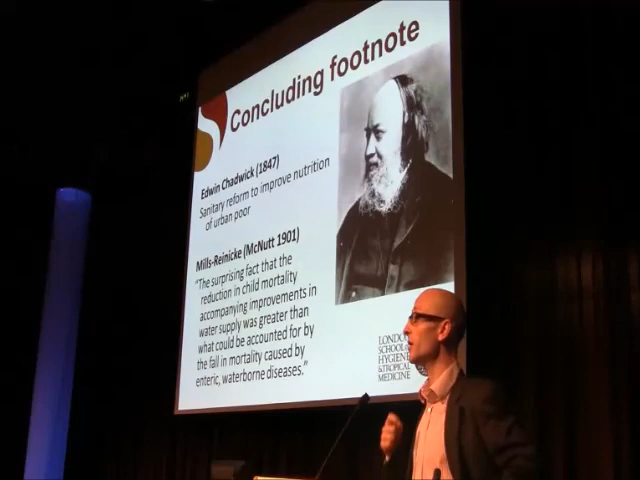 Concluding footnote
Edwin Chadwick (1847)
Sanitary reform to improve nutrition
of urban poor
Mills-Reinicke (McNutt 1901)
"The surprising fact that the
reduction in child mortality
accompanying improvements in
water supply was greater than
what could be accounted for by
the fall in mortality caused by
enteric, waterborne diseases."
LONDON
SCHOOL of
HYGIENE
&TROPICAL
MEDICINE